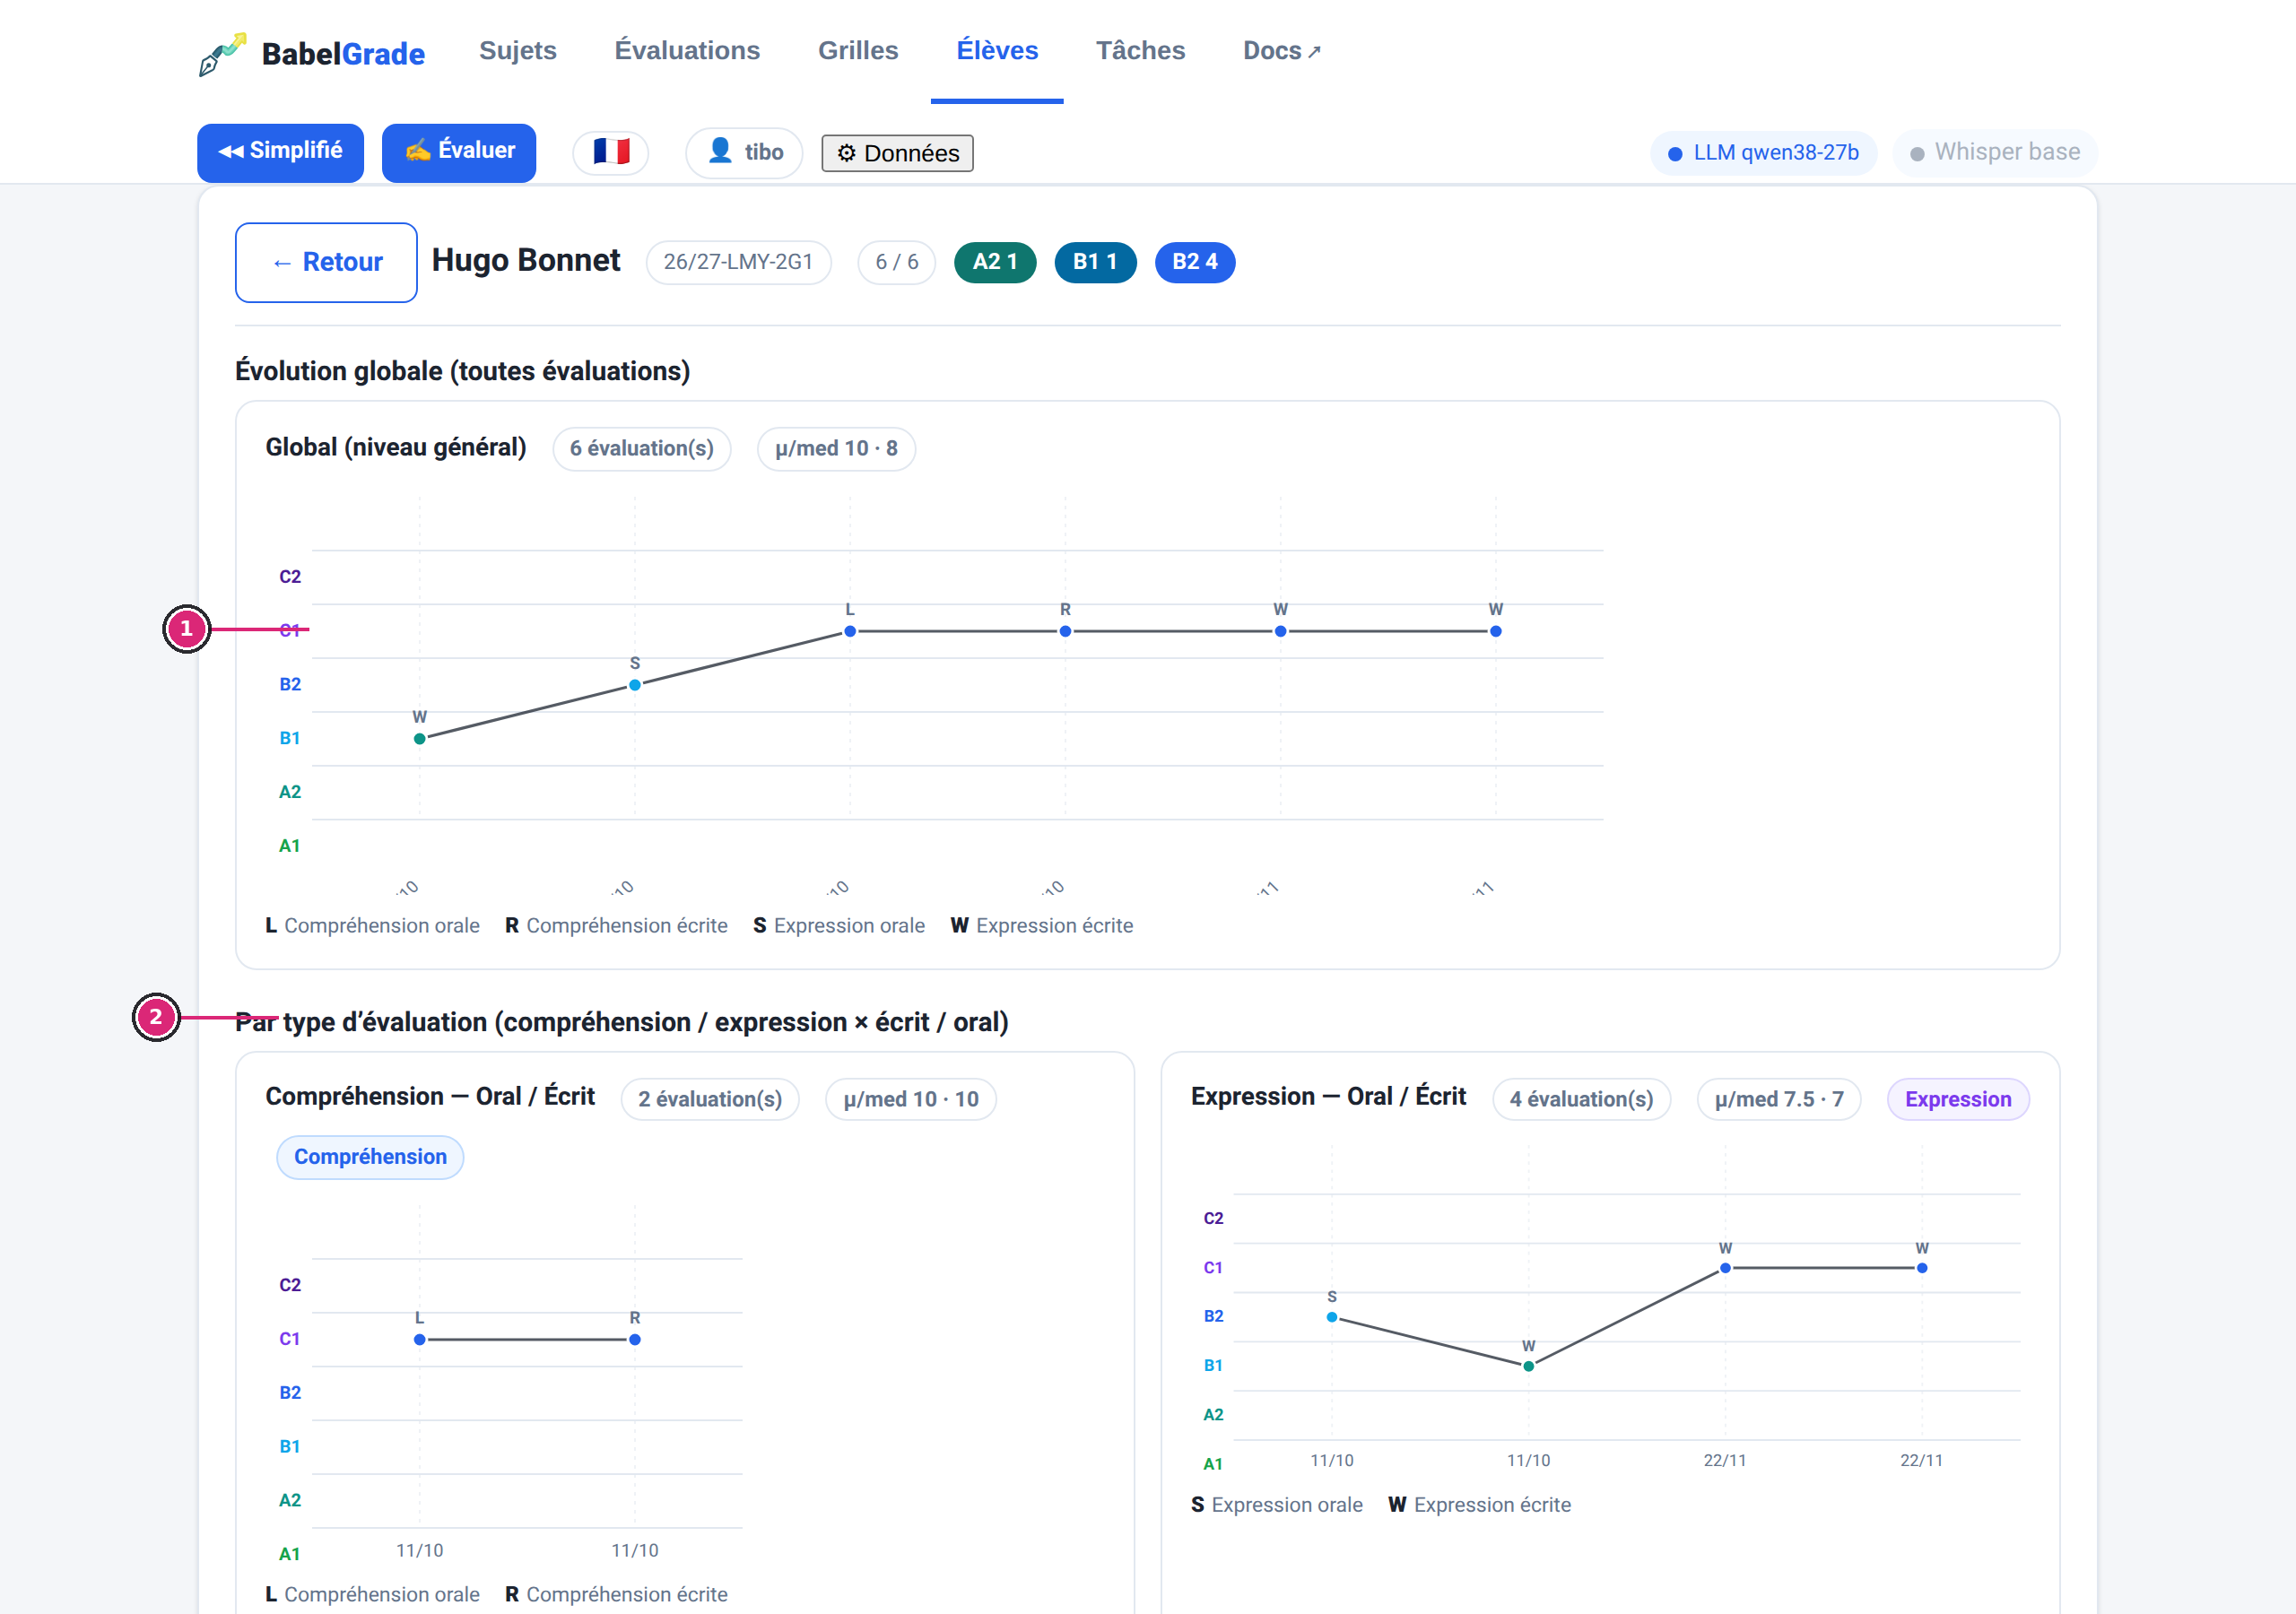 BabelGrade Sujets Évaluations Grilles Élèves Tâches Docs ↗
◀◀ Simplifié ✍️ Évaluer 🇫🇷 👤 tibo ⚙ Données LLM qwen38-27b Whisper base
← Retour Hugo Bonnet 26/27-LMY-2G1 6 / 6 A2 1 B1 1 B2 4
Évolution globale (toutes évaluations)
Global (niveau général) 6 évaluation(s) μ/med 10 · 8
C2
L R W W
1 C1
S
B2
W
B1
A2
A1
L Compréhension orale R Compréhension écrite S Expression orale W Expression écrite
2 Par type d’évaluation (compréhension / expression × écrit / oral)
Compréhension — Oral / Écrit 2 évaluation(s) μ/med 10 · 10
Compréhension
C2
L R
C1
B2
B1
A2
A1
11/10 11/10
L Compréhension orale R Compréhension écrite
Expression — Oral / Écrit 4 évaluation(s) μ/med 7.5 · 7 Expression
C2
W W
C1
S
B2
W
B1
A2
A1
11/10 11/10 22/11 22/11
S Expression orale W Expression écrite